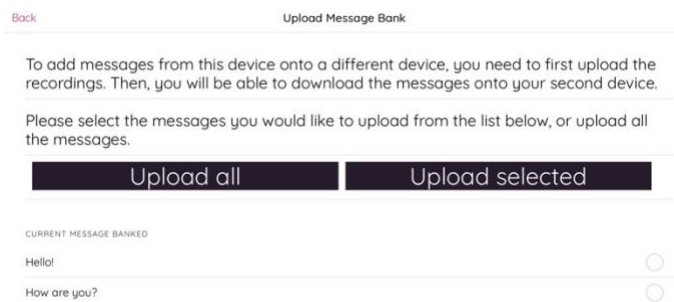 Back
Upload Message Bank
To add messages from this device onto a different device, you need to first upload the
recordings. Then, you will be able to download the messages onto your second device.
Please select the messages you would like to upload from the list below, or upload all
the messages.
Upload all
Upload selected
CURRENT MESSAGE BANKED
Hello!
How are you?